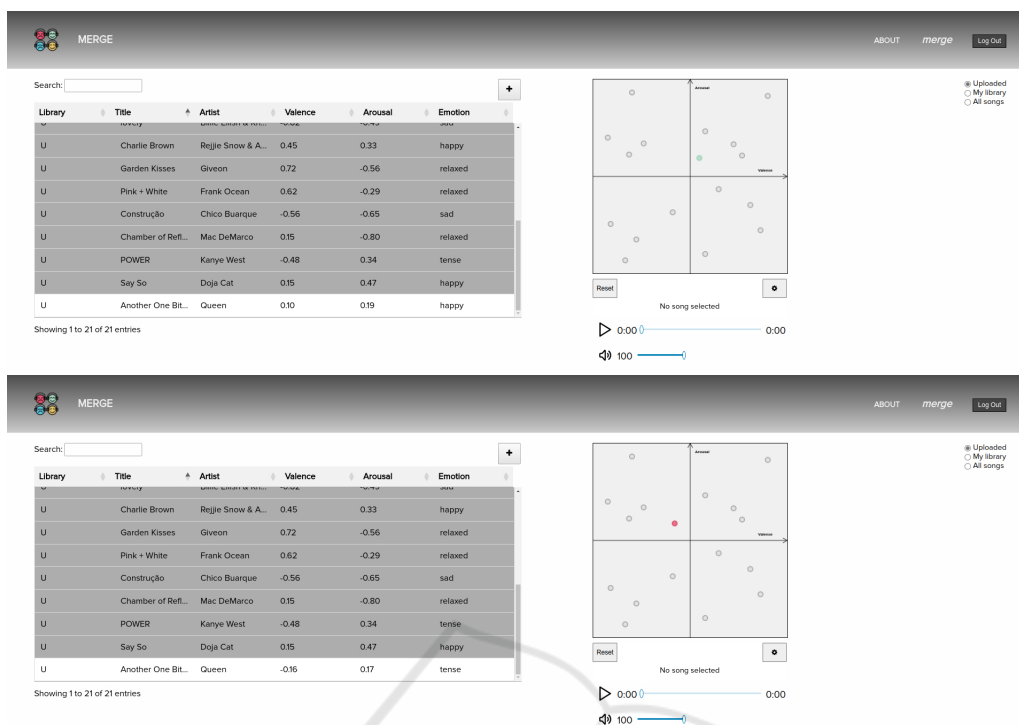 MERGE
ABOUT merge Log Out
Search:
+
Library Title Artist Valence Arousal Emotion
U Charlie Brown Rejjie Snow & A... 0.45 0.33 happy
U Garden Kisses Giveon 0.72 -0.56 relaxed
U Pink + White Frank Ocean 0.62 -0.29 relaxed
U Construção Chico Buarque -0.56 -0.65 sad
U Chamber of Refl... Mac DeMarco 0.15 -0.80 relaxed
U POWER Kanye West -0.48 0.34 tense
U Say So Doja Cat 0.15 0.47 happy
U Another One Bit... Queen 0.10 0.19 happy
Showing 1 to 21 of 21 entries
Arousal
Valence
Reset
No song selected
0:00 0:00
100
Uploaded
My library
All songs
MERGE
ABOUT merge Log Out
Search:
+
Library Title Artist Valence Arousal Emotion
U Charlie Brown Rejjie Snow & A... 0.45 0.33 happy
U Garden Kisses Giveon 0.72 -0.56 relaxed
U Pink + White Frank Ocean 0.62 -0.29 relaxed
U Construção Chico Buarque -0.56 -0.65 sad
U Chamber of Refl... Mac DeMarco 0.15 -0.80 relaxed
U POWER Kanye West -0.48 0.34 tense
U Say So Doja Cat 0.15 0.47 happy
U Another One Bit... Queen -0.16 0.17 tense
Showing 1 to 21 of 21 entries
Arousal
Valence
Reset
No song selected
0:00 0:00
100
Uploaded
My library
All songs